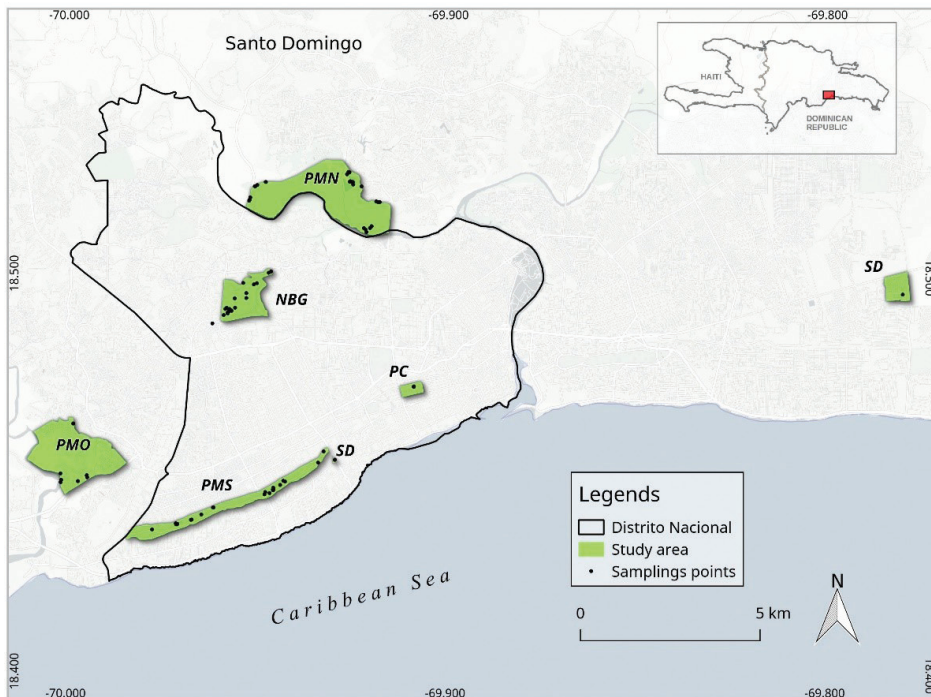 -70.000
-69.900
-69.800
Santo Domingo
HAITI
DOMINICAN
REPUBLIC
PMN
18.500
18.500
SD
NBG
PC
PMO
SD
PMS
Legends
Distrito Nacional
Study area
Samplings points
Caribbean Sea
N
0
5 km
18.400
18.400
-70.000
-69.900
-69.800